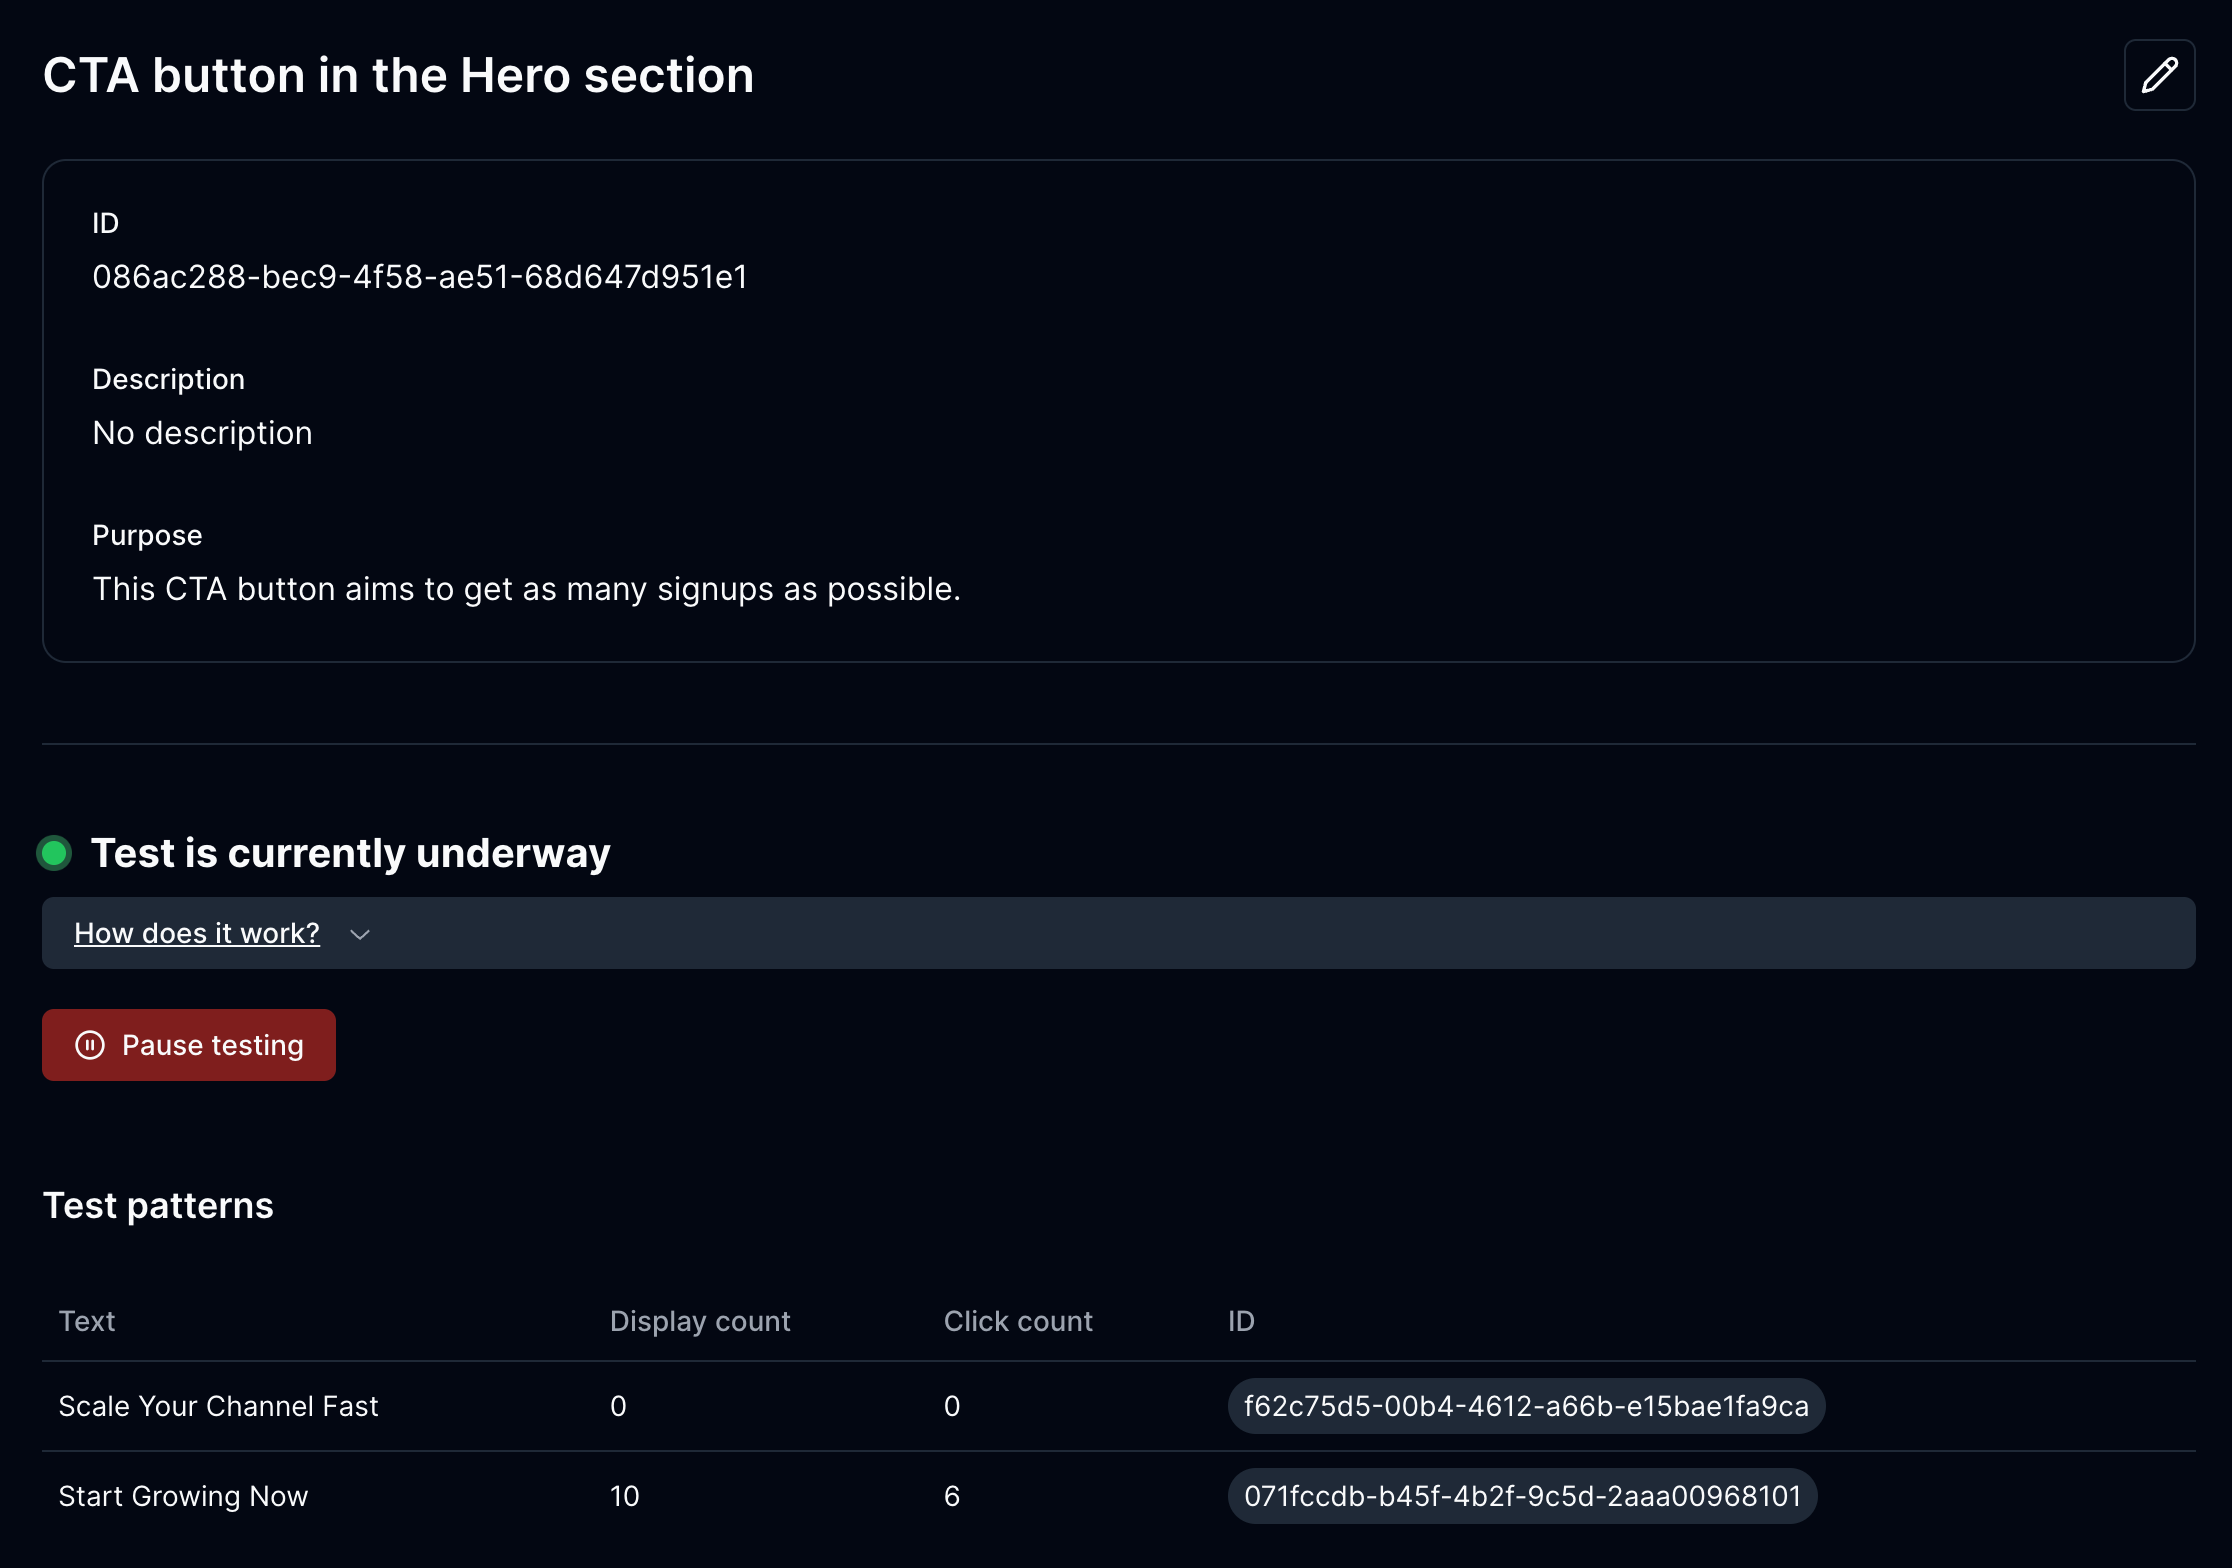 CTA button in the Hero section
ID
086ac288-bec9-4f58-ae51-68d647d951e1
Description
No description
Purpose
This CTA button aims to get as many signups as possible.
Test is currently underway
How does it work?
Pause testing
Test patterns
Text Display count Click count ID
Scale Your Channel Fast 0 0 f62c75d5-00b4-4612-a66b-e15bae1fa9ca
Start Growing Now 10 6 071fccdb-b45f-4b2f-9c5d-2aaa00968101